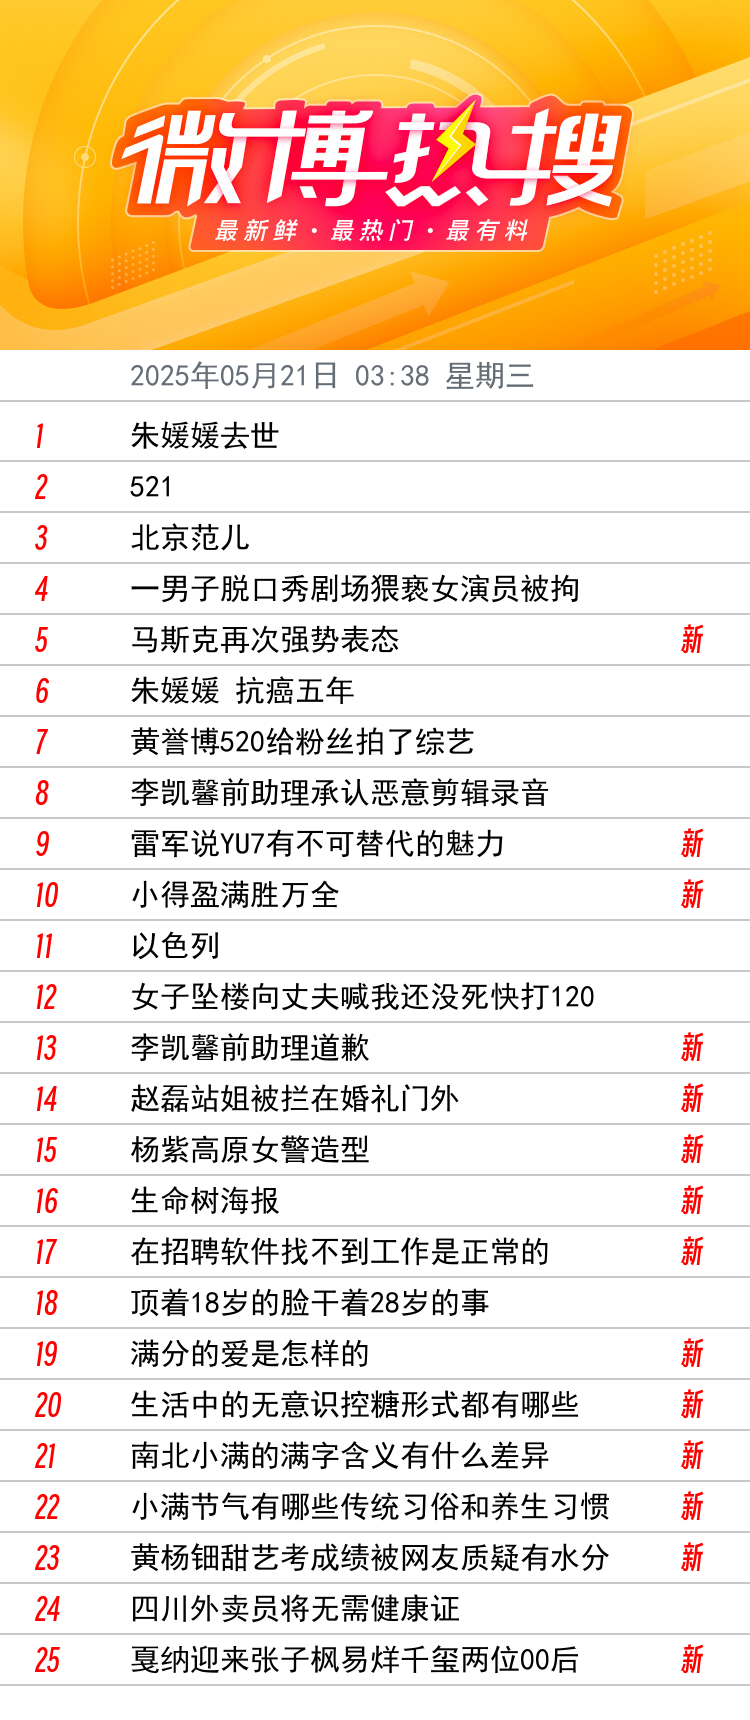 微博热搜
最新鲜·最热门·最有料
2025年05月21日 03:38 星期三
1 朱媛媛去世
2 521
3 北京范儿
4 一男子脱口秀剧场猥亵女演员被拘
5 马斯克再次强势表态 新
6 朱媛媛 抗癌五年
7 黄誉博520给粉丝拍了综艺
8 李凯馨前助理承认恶意剪辑录音
9 雷军说YU7有不可替代的魅力 新
10 小得盈满胜万全 新
11 以色列
12 女子坠楼向丈夫喊我还没死快打120
13 李凯馨前助理道歉 新
14 赵磊站姐被拦在婚礼门外 新
15 杨紫高原女警造型 新
16 生命树海报 新
17 在招聘软件找不到工作是正常的 新
18 顶着18岁的脸干着28岁的事
19 满分的爱是怎样的 新
20 生活中的无意识控糖形式都有哪些 新
21 南北小满的满字含义有什么差异 新
22 小满节气有哪些传统习俗和养生习惯 新
23 黄杨钿甜艺考成绩被网友质疑有水分 新
24 四川外卖员将无需健康证
25 戛纳迎来张子枫易烊千玺两位00后 新